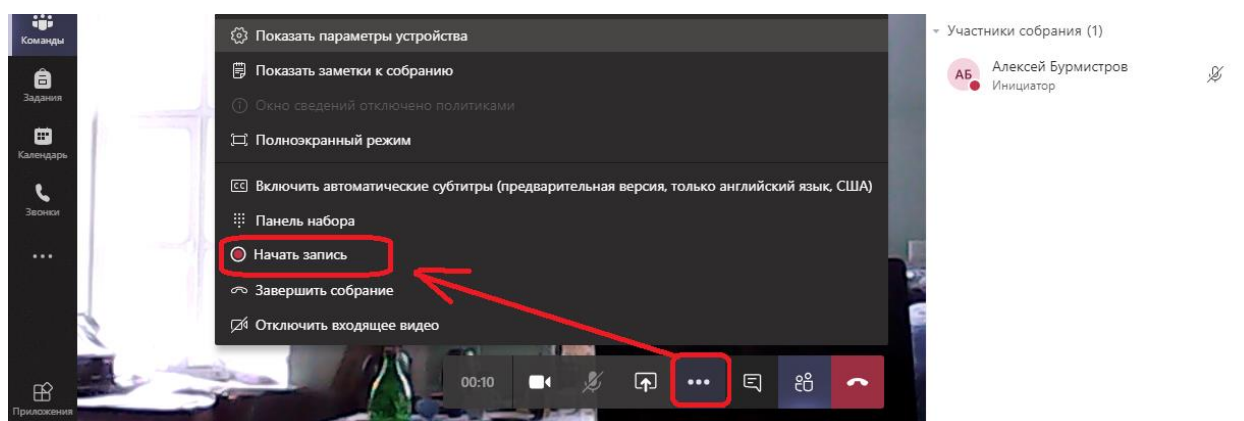 Команды
Задания
Календарь
Звонки
Приложения
Показать параметры устройства
Показать заметки к собранию
Окно сведений отключено политиками
Полноэкранный режим
CC Включить автоматические субтитры (предварительная версия, только английский язык, США)
Панель набора
Начать запись
Завершить собрание
Отключить входящее видео
00:10
Участники собрания (1)
АБ Алексей Бурмистров
Инициатор